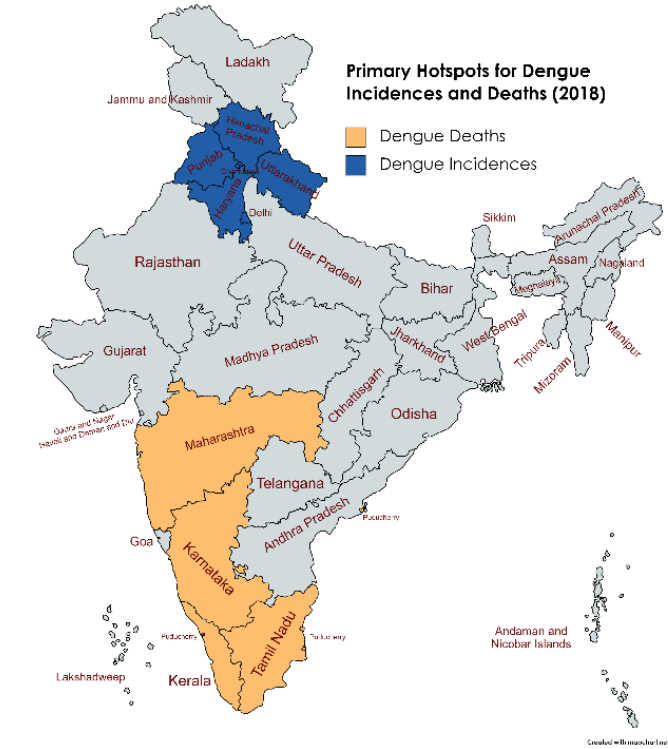 Ladakh
Primary Hotspots for Dengue
Incidences and Deaths (2018)
Jammu and Kashmir
Dengue Deaths
Dengue Incidences
Himachal
Pradesh
Punjab
Uttarakhand
Haryana
Delhi
Sikkim
Arunachal Pradesh
Rajasthan
Uttar Pradesh
Assam
Nagaland
Bihar
Meghalaya
Manipur
Gujarat
Madhya Pradesh
Jharkhand
West Bengal
Tripura
Mizoram
Chhattisgarh
Odisha
Dadra and Nagar
Haveli and Daman and Diu
Maharashtra
Telangana
Andhra Pradesh
Puducherry
Goa
Karnataka
Puducherry
Tamil Nadu
Puducherry
Andaman and
Nicobar Islands
Lakshadweep
Kerala
Created with mapchart.net